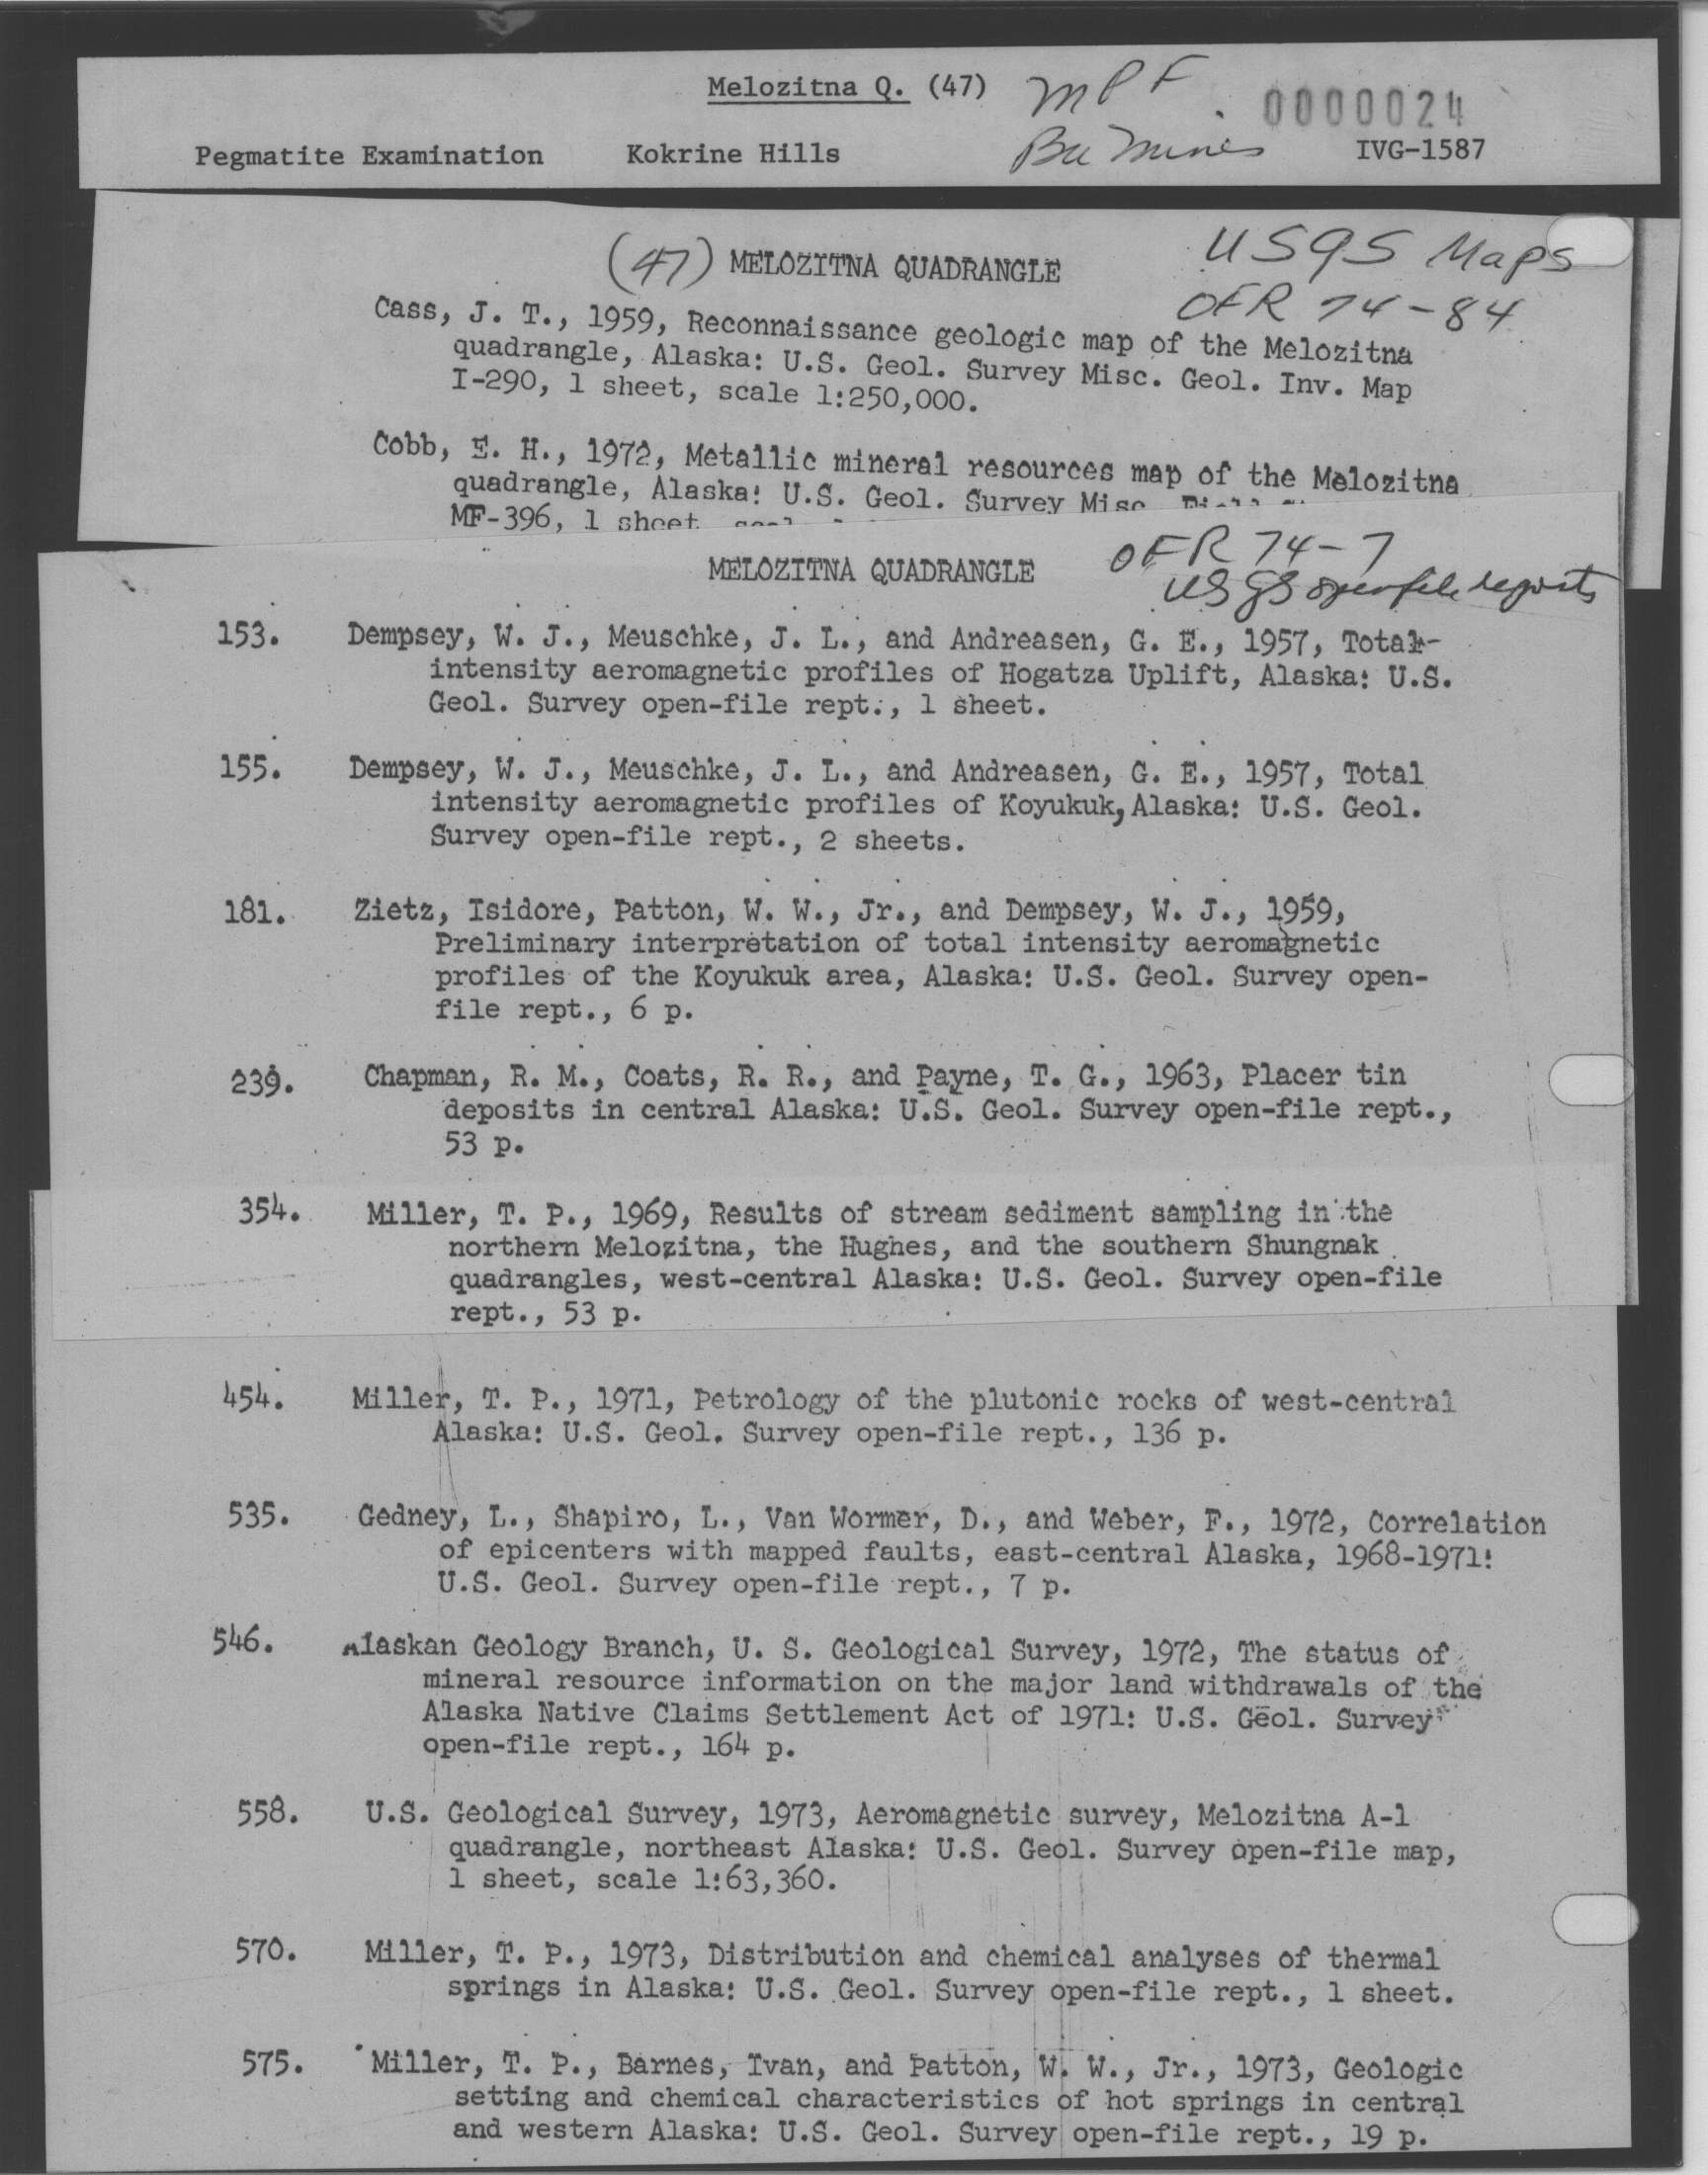 Melozitna Q. (47) MPF 0000024
Pegmatite Examination Kokrine Hills Bu Mines IVG-1587
(47) MELOZITNA QUADRANGLE USGS Maps
OFR 74-84
Cass, J. T., 1959, Reconnaissance geologic map of the Melozitna
quadrangle, Alaska: U.S. Geol. Survey Misc. Geol. Inv. Map
I-290, 1 sheet, scale 1:250,000.
Cobb, E. H., 1972, Metallic mineral resources map of the Melozitna
quadrangle, Alaska: U.S. Geol. Survey Misc
MF-396, 1 sheet
MELOZITNA QUADRANGLE OFR 74-7
USGS openfile reports
153. Dempsey, W. J., Meuschke, J. L., and Andreasen, G. E., 1957, Total-
intensity aeromagnetic profiles of Hogatza Uplift, Alaska: U.S.
Geol. Survey open-file rept., 1 sheet.
155. Dempsey, W. J., Meuschke, J. L., and Andreasen, G. E., 1957, Total
intensity aeromagnetic profiles of Koyukuk, Alaska: U.S. Geol.
Survey open-file rept., 2 sheets.
181. Zietz, Isidore, Patton, W. W., Jr., and Dempsey, W. J., 1959,
Preliminary interpretation of total intensity aeromagnetic
profiles of the Koyukuk area, Alaska: U.S. Geol. Survey open-
file rept., 6 p.
239. Chapman, R. M., Coats, R. R., and Payne, T. G., 1963, Placer tin
deposits in central Alaska: U.S. Geol. Survey open-file rept.,
53 p.
354. Miller, T. P., 1969, Results of stream sediment sampling in the
northern Melozitna, the Hughes, and the southern Shungnak
quadrangles, west-central Alaska: U.S. Geol. Survey open-file
rept., 53 p.
454. Miller, T. P., 1971, Petrology of the plutonic rocks of west-central
Alaska: U.S. Geol. Survey open-file rept., 136 p.
535. Gedney, L., Shapiro, L., Van Wormer, D., and Weber, F., 1972, Correlation
of epicenters with mapped faults, east-central Alaska, 1968-1971:
U.S. Geol. Survey open-file rept., 7 p.
546. Alaskan Geology Branch, U. S. Geological Survey, 1972, The status of
mineral resource information on the major land withdrawals of the
Alaska Native Claims Settlement Act of 1971: U.S. Geol. Survey
open-file rept., 164 p.
558. U.S. Geological Survey, 1973, Aeromagnetic survey, Melozitna A-1
quadrangle, northeast Alaska: U.S. Geol. Survey open-file map,
1 sheet, scale 1:63,360.
570. Miller, T. P., 1973, Distribution and chemical analyses of thermal
springs in Alaska: U.S. Geol. Survey open-file rept., 1 sheet.
575. Miller, T. P., Barnes, Ivan, and Patton, W. W., Jr., 1973, Geologic
setting and chemical characteristics of hot springs in central
and western Alaska: U.S. Geol. Survey open-file rept., 19 p.